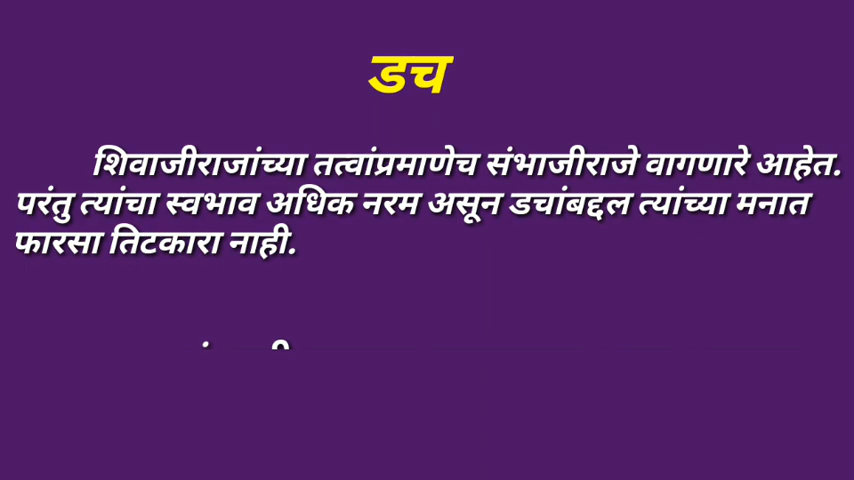 डच
शिवाजीराजांच्या तत्वांप्रमाणेच संभाजीराजे वागणारे आहेत.
परंतु त्यांचा स्वभाव अधिक नरम असून डचांबद्दल त्यांच्या मनात
फारसा तिटकारा नाही.